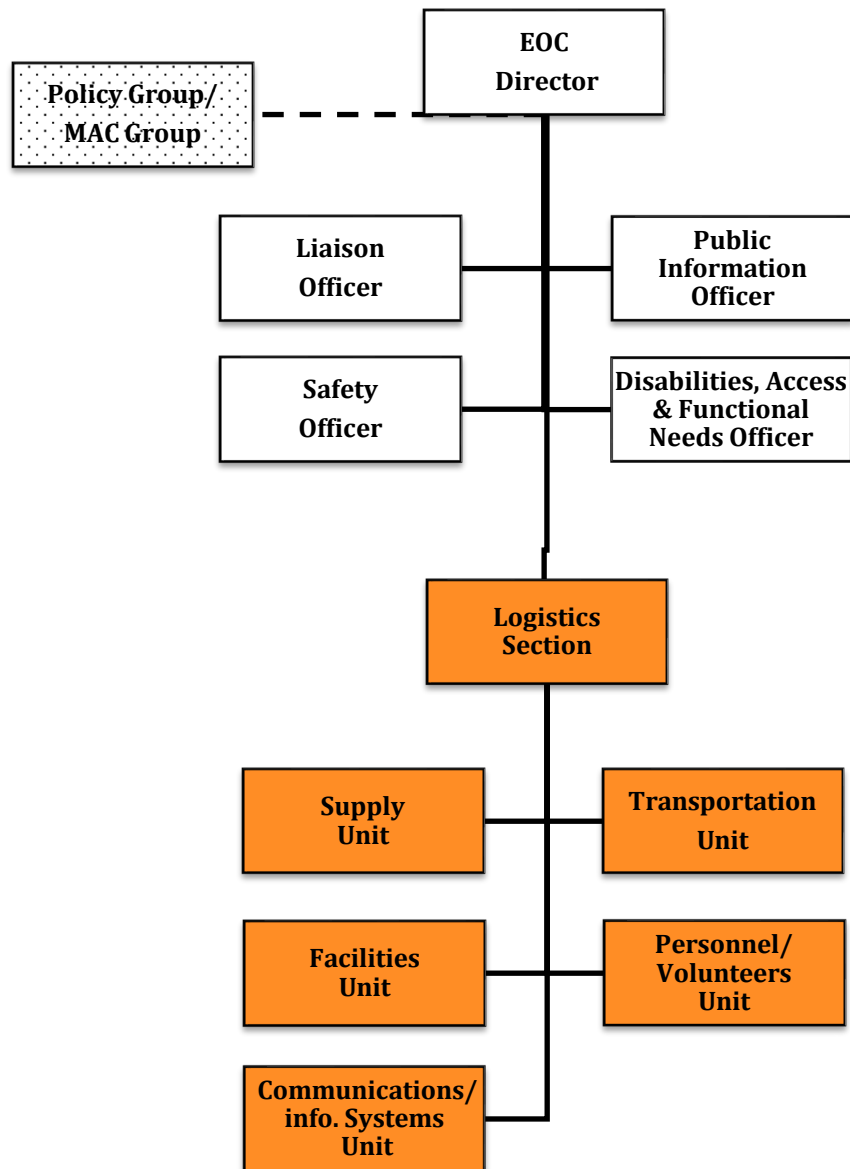 EOC
Director
Policy Group/
MAC Group
Liaison
Officer
Public
Information
Officer
Safety
Officer
Disabilities, Access
& Functional
Needs Officer
Logistics
Section
Supply
Unit
Transportation
Unit
Facilities
Unit
Personnel/
Volunteers
Unit
Communications/
info. Systems
Unit